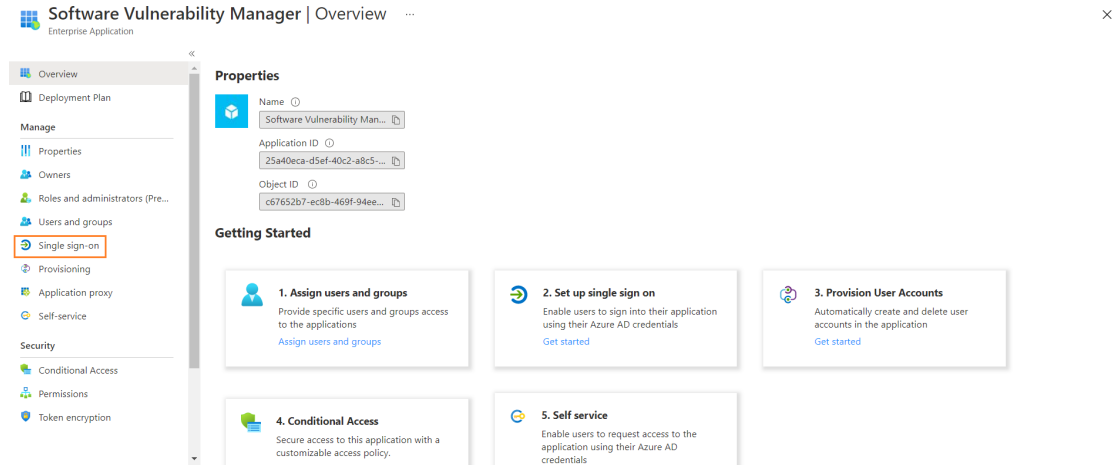 Software Vulnerability Manager | Overview ...
Enterprise Application
«
Overview
Deployment Plan
Manage
Properties
Owners
Roles and administrators (Pre...
Users and groups
Single sign-on
Provisioning
Application proxy
Self-service
Security
Conditional Access
Permissions
Token encryption
Properties
Name
Software Vulnerability Man...
Application ID
25a40eca-d5ef-40c2-a8c5-...
Object ID
c67652b7-ec8b-469f-94ee...
Getting Started
1. Assign users and groups
Provide specific users and groups access
to the applications
Assign users and groups
2. Set up single sign on
Enable users to sign into their application
using their Azure AD credentials
Get started
3. Provision User Accounts
Automatically create and delete user
accounts in the application
Get started
4. Conditional Access
Secure access to this application with a
customizable access policy.
5. Self service
Enable users to request access to the
application using their Azure AD
credentials